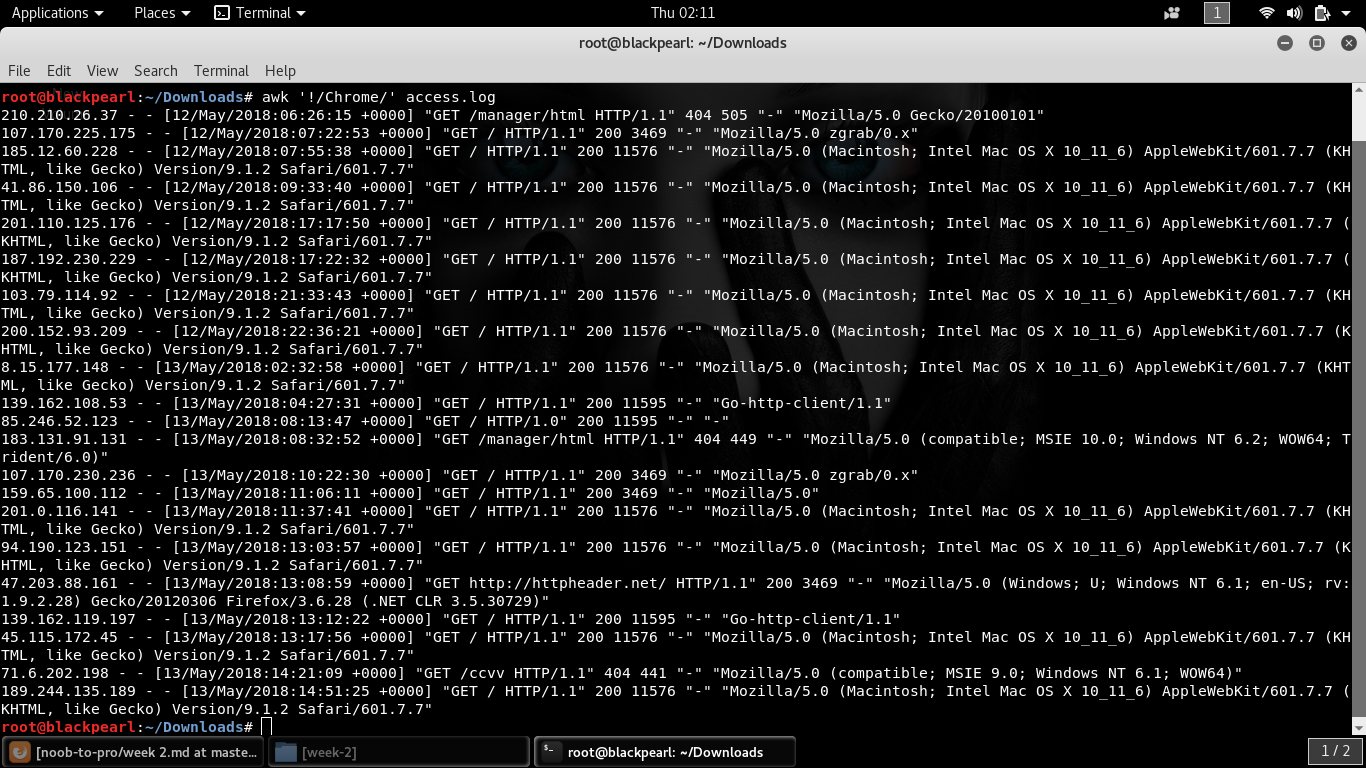 Applications Places Terminal Thu 02:11 1
root@blackpearl: ~/Downloads
File Edit View Search Terminal Help
root@blackpearl:~/Downloads# awk '!/Chrome/' access.log
210.210.26.37 - - [12/May/2018:06:26:15 +0000] "GET /manager/html HTTP/1.1" 404 505 "-" "Mozilla/5.0 Gecko/20100101"
107.170.225.175 - - [12/May/2018:07:22:53 +0000] "GET / HTTP/1.1" 200 3469 "-" "Mozilla/5.0 zgrab/0.x"
185.12.60.228 - - [12/May/2018:07:55:38 +0000] "GET / HTTP/1.1" 200 11576 "-" "Mozilla/5.0 (Macintosh; Intel Mac OS X 10_11_6) AppleWebKit/601.7.7 (KH
TML, like Gecko) Version/9.1.2 Safari/601.7.7"
41.86.150.106 - - [12/May/2018:09:33:40 +0000] "GET / HTTP/1.1" 200 11576 "-" "Mozilla/5.0 (Macintosh; Intel Mac OS X 10_11_6) AppleWebKit/601.7.7 (KH
TML, like Gecko) Version/9.1.2 Safari/601.7.7"
201.110.125.176 - - [12/May/2018:17:17:50 +0000] "GET / HTTP/1.1" 200 11576 "-" "Mozilla/5.0 (Macintosh; Intel Mac OS X 10_11_6) AppleWebKit/601.7.7 (
KHTML, like Gecko) Version/9.1.2 Safari/601.7.7"
187.192.230.229 - - [12/May/2018:17:22:32 +0000] "GET / HTTP/1.1" 200 11576 "-" "Mozilla/5.0 (Macintosh; Intel Mac OS X 10_11_6) AppleWebKit/601.7.7 (
KHTML, like Gecko) Version/9.1.2 Safari/601.7.7"
103.79.114.92 - - [12/May/2018:21:33:43 +0000] "GET / HTTP/1.1" 200 11576 "-" "Mozilla/5.0 (Macintosh; Intel Mac OS X 10_11_6) AppleWebKit/601.7.7 (KH
TML, like Gecko) Version/9.1.2 Safari/601.7.7"
200.152.93.209 - - [12/May/2018:22:36:21 +0000] "GET / HTTP/1.1" 200 11576 "-" "Mozilla/5.0 (Macintosh; Intel Mac OS X 10_11_6) AppleWebKit/601.7.7 (K
HTML, like Gecko) Version/9.1.2 Safari/601.7.7"
8.15.177.148 - - [13/May/2018:02:32:58 +0000] "GET / HTTP/1.1" 200 11576 "-" "Mozilla/5.0 (Macintosh; Intel Mac OS X 10_11_6) AppleWebKit/601.7.7 (KHT
ML, like Gecko) Version/9.1.2 Safari/601.7.7"
139.162.108.53 - - [13/May/2018:04:27:31 +0000] "GET / HTTP/1.1" 200 11595 "-" "Go-http-client/1.1"
85.246.52.123 - - [13/May/2018:08:13:47 +0000] "GET / HTTP/1.0" 200 11595 "-" "-"
183.131.91.131 - - [13/May/2018:08:32:52 +0000] "GET /manager/html HTTP/1.1" 404 449 "-" "Mozilla/5.0 (compatible; MSIE 10.0; Windows NT 6.2; WOW64; T
rident/6.0)"
107.170.230.236 - - [13/May/2018:10:22:30 +0000] "GET / HTTP/1.1" 200 3469 "-" "Mozilla/5.0 zgrab/0.x"
159.65.100.112 - - [13/May/2018:11:06:11 +0000] "GET / HTTP/1.1" 200 3469 "-" "Mozilla/5.0"
201.0.116.141 - - [13/May/2018:11:37:41 +0000] "GET / HTTP/1.1" 200 11576 "-" "Mozilla/5.0 (Macintosh; Intel Mac OS X 10_11_6) AppleWebKit/601.7.7 (KH
TML, like Gecko) Version/9.1.2 Safari/601.7.7"
94.190.123.151 - - [13/May/2018:13:03:57 +0000] "GET / HTTP/1.1" 200 11576 "-" "Mozilla/5.0 (Macintosh; Intel Mac OS X 10_11_6) AppleWebKit/601.7.7 (K
HTML, like Gecko) Version/9.1.2 Safari/601.7.7"
47.203.88.161 - - [13/May/2018:13:08:59 +0000] "GET http://httpheader.net/ HTTP/1.1" 200 3469 "-" "Mozilla/5.0 (Windows; U; Windows NT 6.1; en-US; rv:
1.9.2.28) Gecko/20120306 Firefox/3.6.28 (.NET CLR 3.5.30729)"
139.162.119.197 - - [13/May/2018:13:12:22 +0000] "GET / HTTP/1.1" 200 11595 "-" "Go-http-client/1.1"
45.115.172.45 - - [13/May/2018:13:17:56 +0000] "GET / HTTP/1.1" 200 11576 "-" "Mozilla/5.0 (Macintosh; Intel Mac OS X 10_11_6) AppleWebKit/601.7.7 (KH
TML, like Gecko) Version/9.1.2 Safari/601.7.7"
71.6.202.198 - - [13/May/2018:14:21:09 +0000] "GET /ccvv HTTP/1.1" 404 441 "-" "Mozilla/5.0 (compatible; MSIE 9.0; Windows NT 6.1; WOW64)"
189.244.135.189 - - [13/May/2018:14:51:25 +0000] "GET / HTTP/1.1" 200 11576 "-" "Mozilla/5.0 (Macintosh; Intel Mac OS X 10_11_6) AppleWebKit/601.7.7 (
KHTML, like Gecko) Version/9.1.2 Safari/601.7.7"
root@blackpearl:~/Downloads#
[noob-to-pro/week 2.md at maste... [week-2] root@blackpearl: ~/Downloads 1 / 2